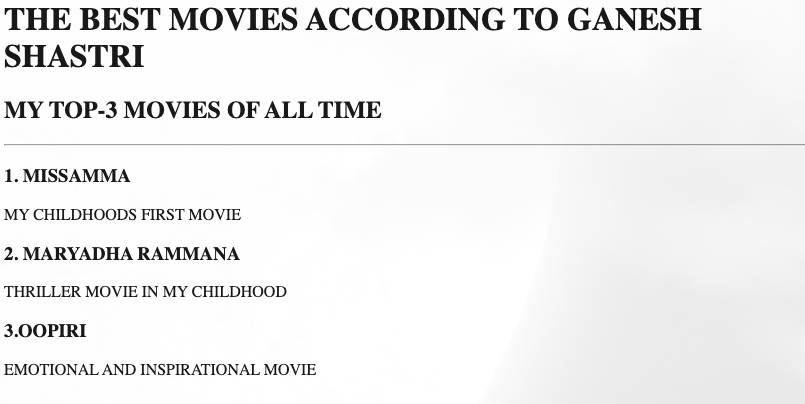 THE BEST MOVIES ACCORDING TO GANESH
SHASTRI
MY TOP-3 MOVIES OF ALL TIME
1. MISSAMMA
MY CHILDHOODS FIRST MOVIE
2. MARYADHA RAMMANA
THRILLER MOVIE IN MY CHILDHOOD
3.OOPIRI
EMOTIONAL AND INSPIRATIONAL MOVIE